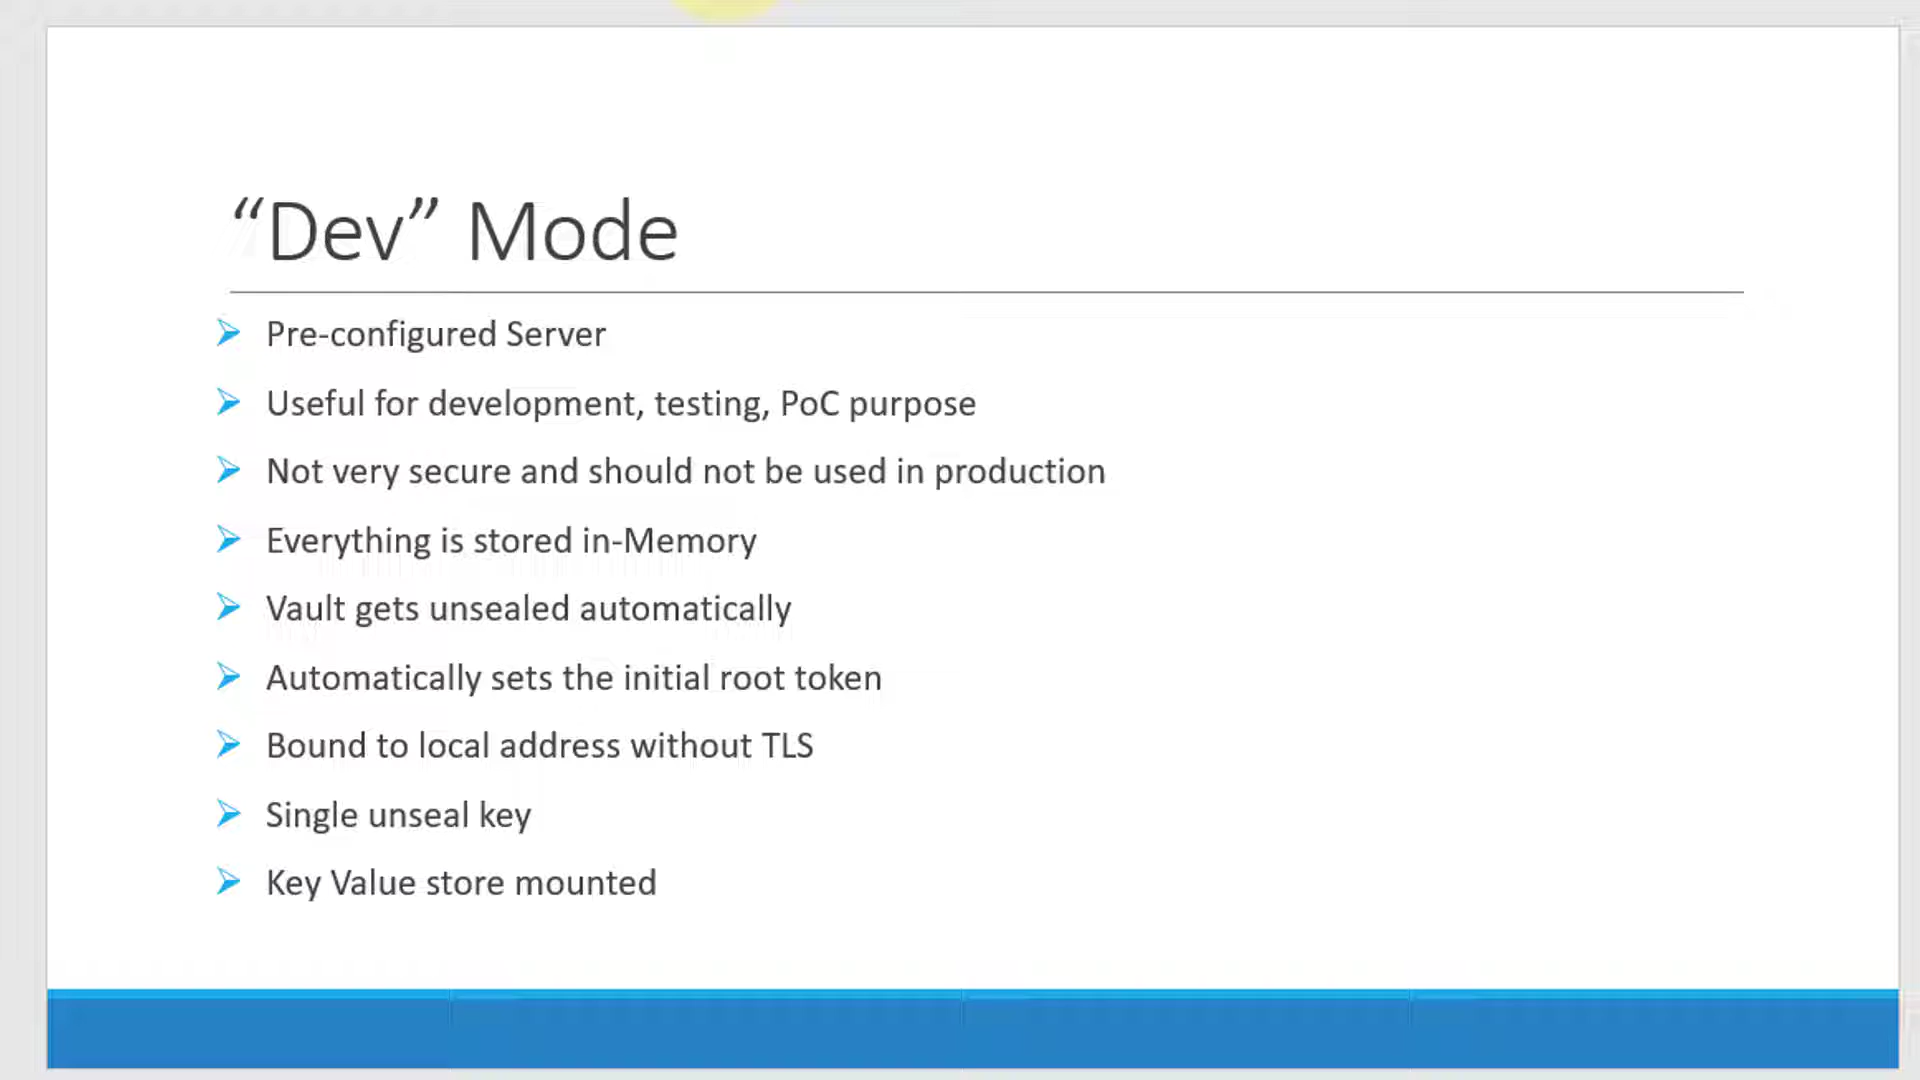 “Dev” Mode
Pre-configured Server
Useful for development, testing, PoC purpose
Not very secure and should not be used in production
Everything is stored in-Memory
Vault gets unsealed automatically
Automatically sets the initial root token
Bound to local address without TLS
Single unseal key
Key Value store mounted